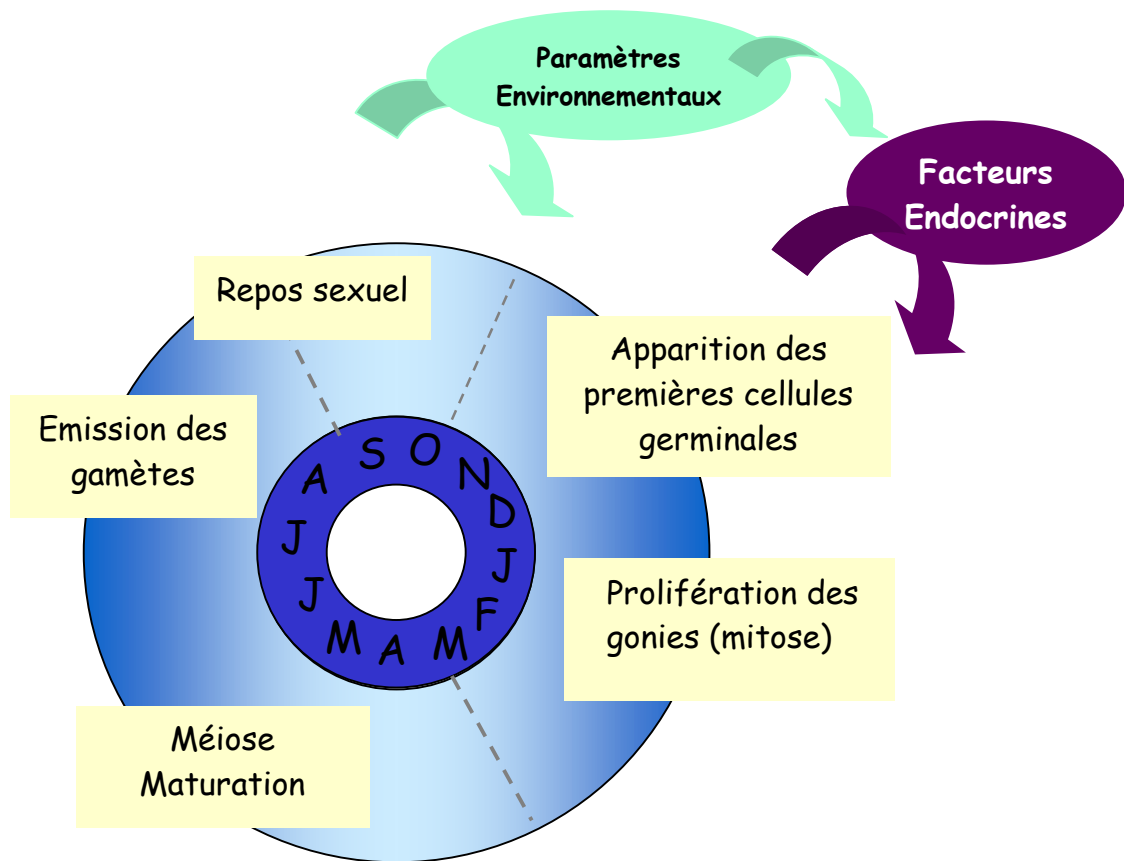 Paramètres
Environnementaux
Facteurs
Endocrines
Repos sexuel
Apparition des
premières cellules
germinales
Emission des
gamètes
S O N D J F M A M J J A
Prolifération des
gonies (mitose)
Méiose
Maturation